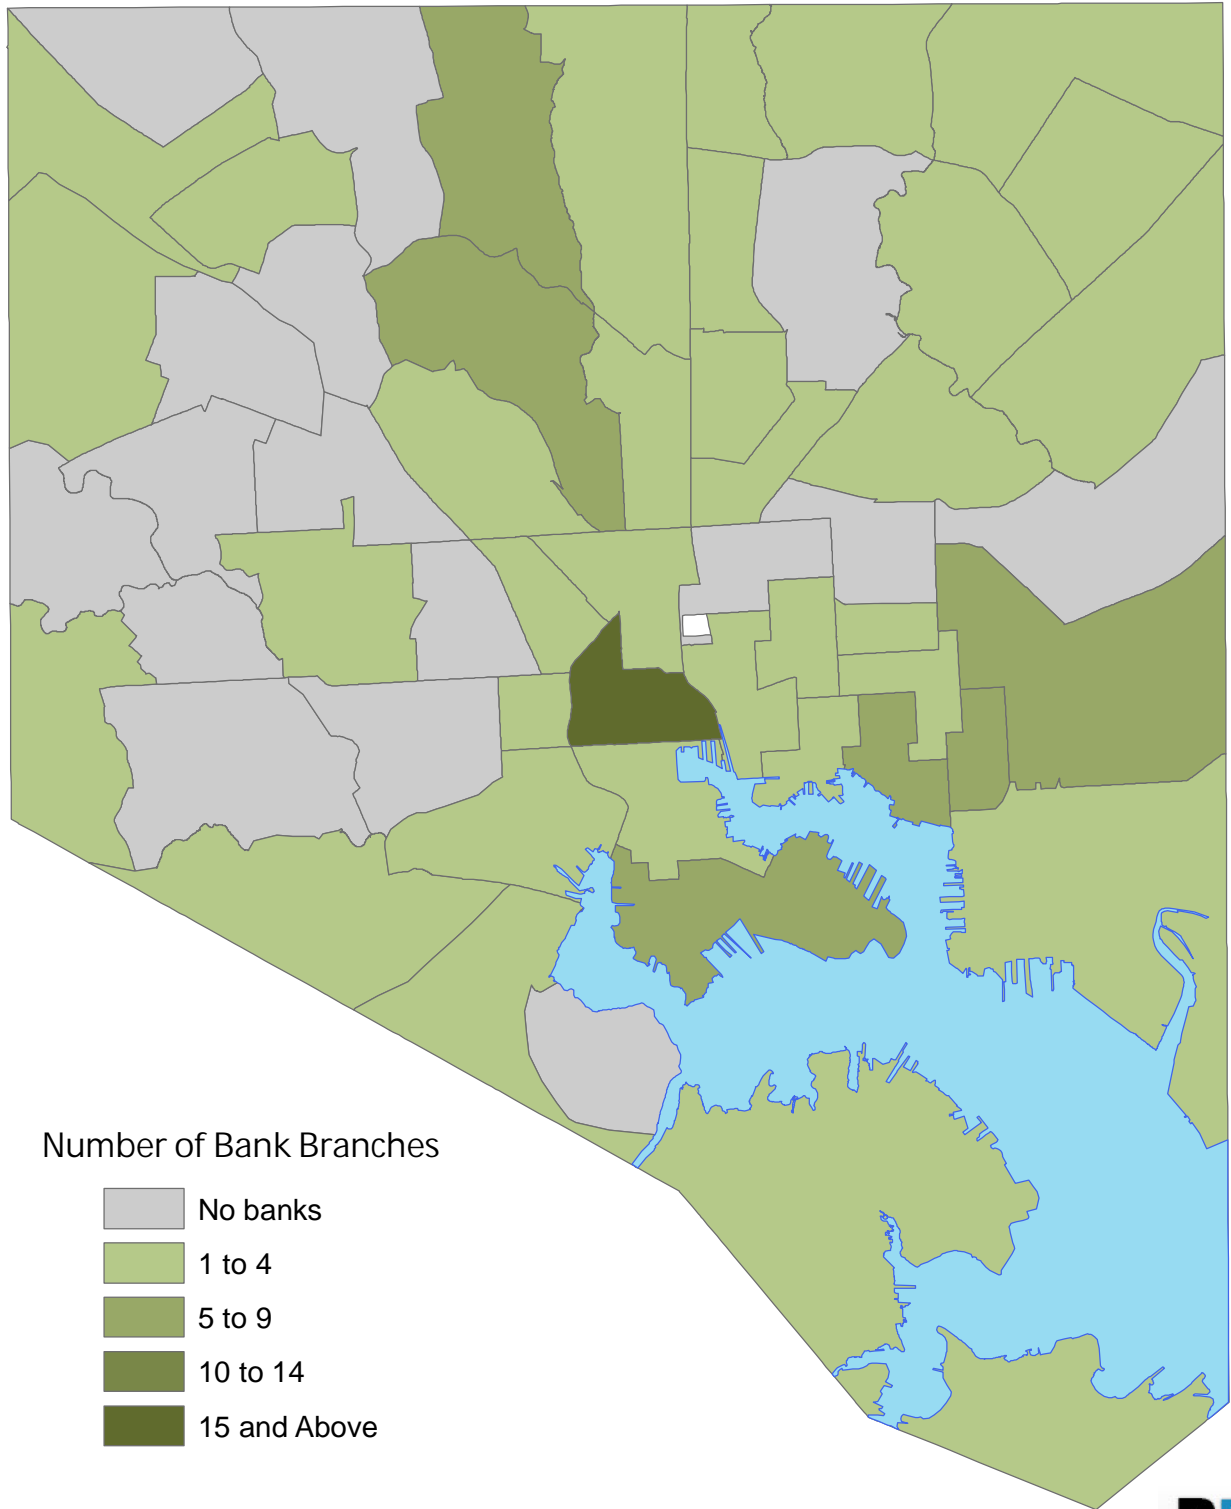 Number of Bank Branches
No banks
1 to 4
5 to 9
10 to 14
15 and Above